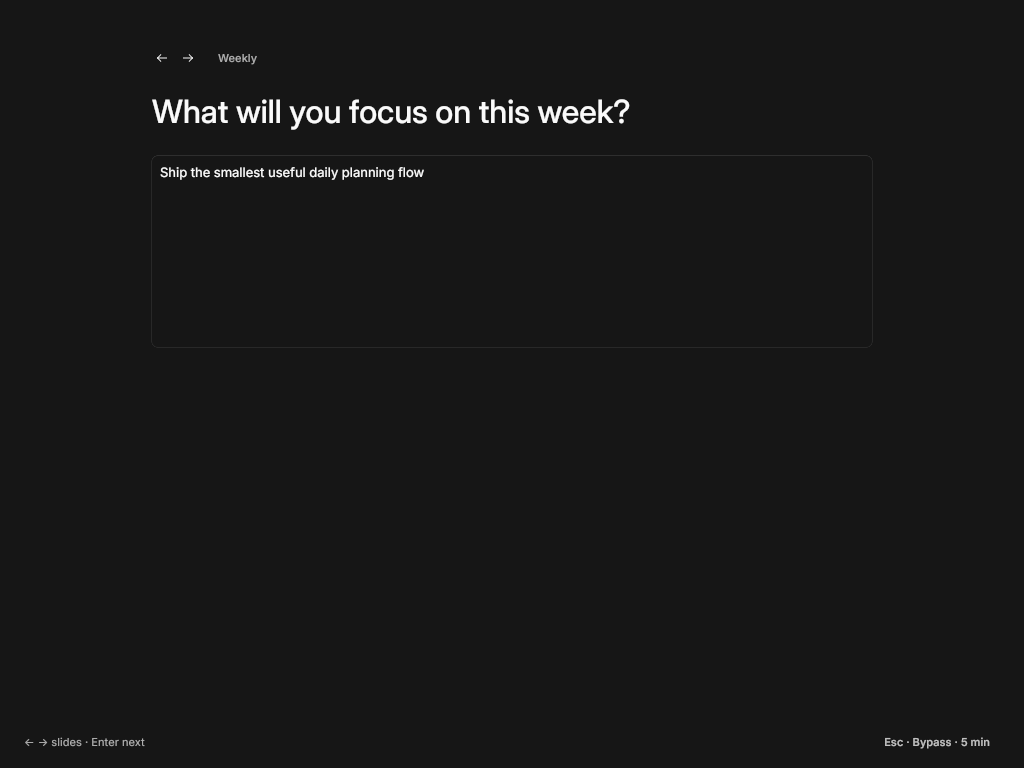 ← → Weekly
What will you focus on this week?
Ship the smallest useful daily planning flow
← → slides · Enter next
Esc · Bypass · 5 min